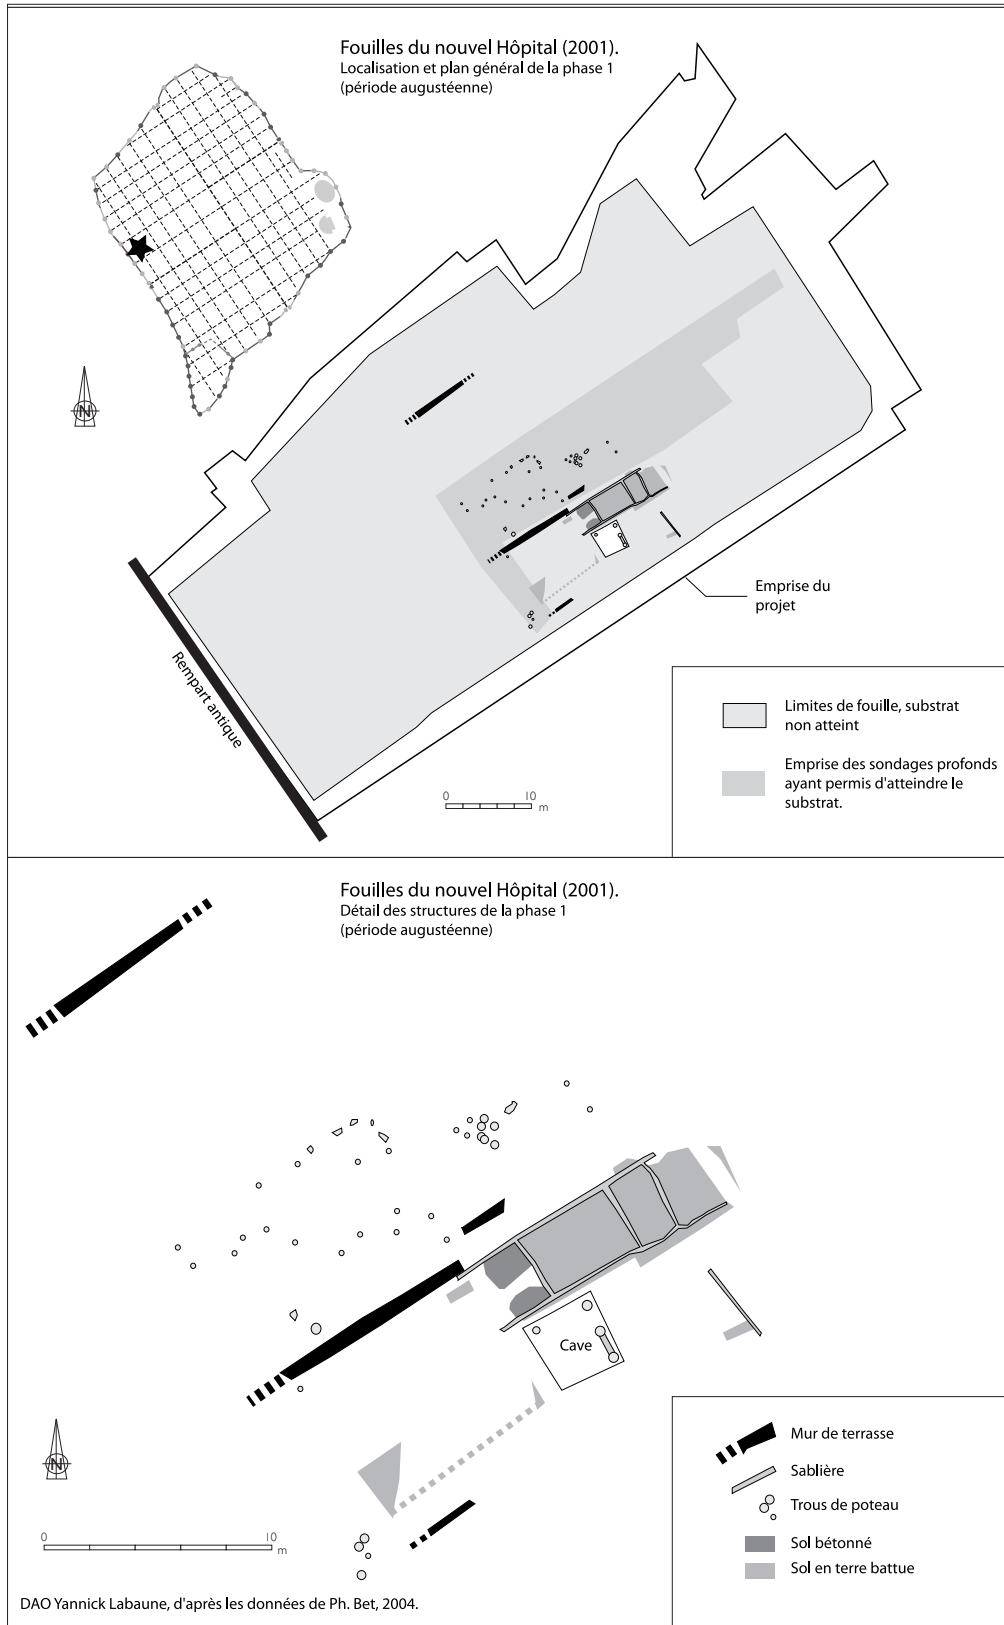 Fouilles du nouvel Hôpital (2001).
Localisation et plan général de la phase 1
(période augustéenne)
N
Emprise du
projet
Rempart antique
Limites de fouille, substrat
non atteint
Emprise des sondages profonds
ayant permis d'atteindre le
substrat.
0 10
m
Fouilles du nouvel Hôpital (2001).
Détail des structures de la phase 1
(période augustéenne)
Cave
N
Mur de terrasse
Sablière
Trous de poteau
Sol bétonné
Sol en terre battue
0 10
m
DAO Yannick Labaune, d'après les données de Ph. Bet, 2004.